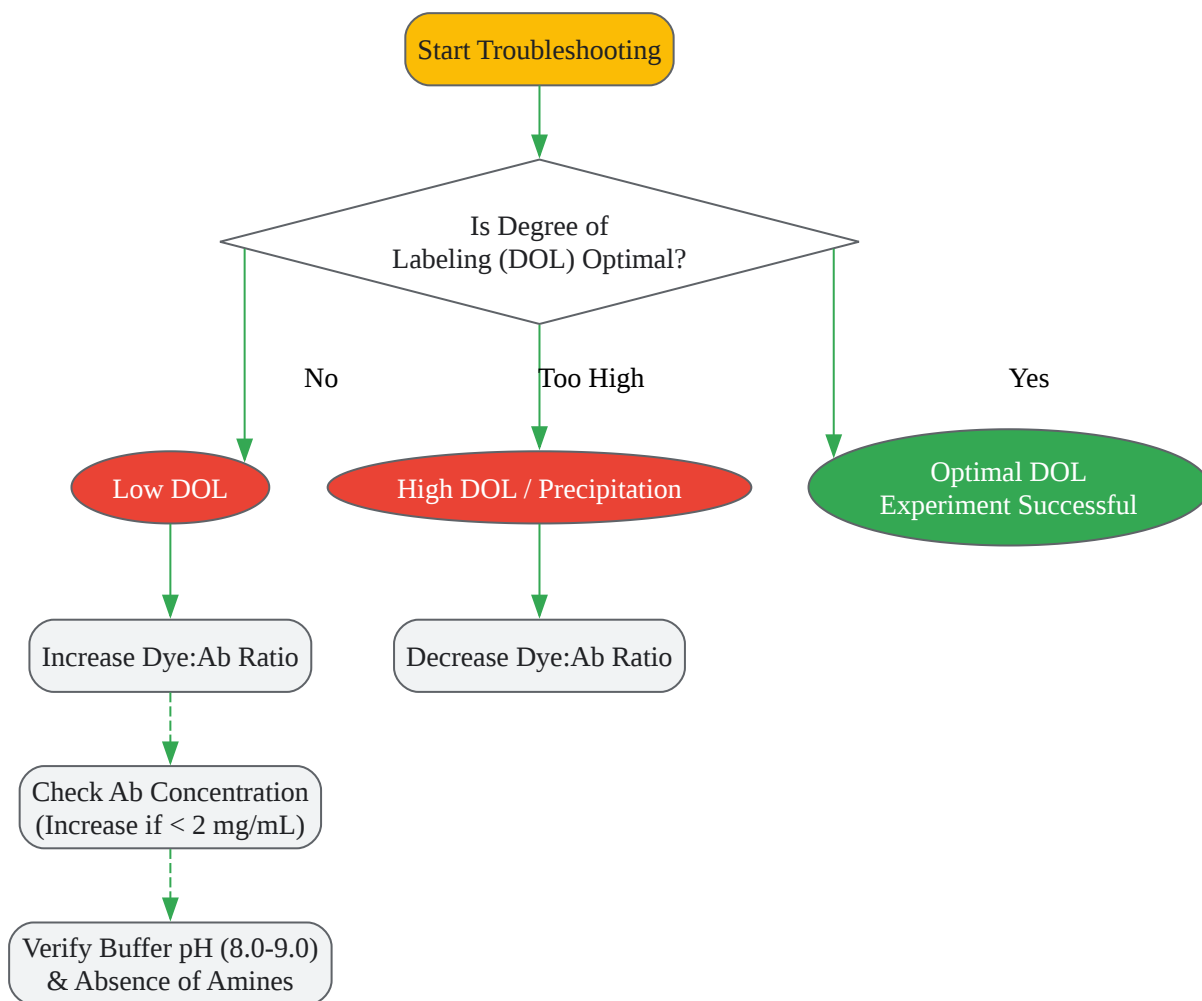 Start Troubleshooting
Is Degree of
Labeling (DOL) Optimal?
No
Too High
Yes
Low DOL
High DOL / Precipitation
Optimal DOL
Experiment Successful
Increase Dye:Ab Ratio
Decrease Dye:Ab Ratio
Check Ab Concentration
(Increase if < 2 mg/mL)
Verify Buffer pH (8.0-9.0)
& Absence of Amines